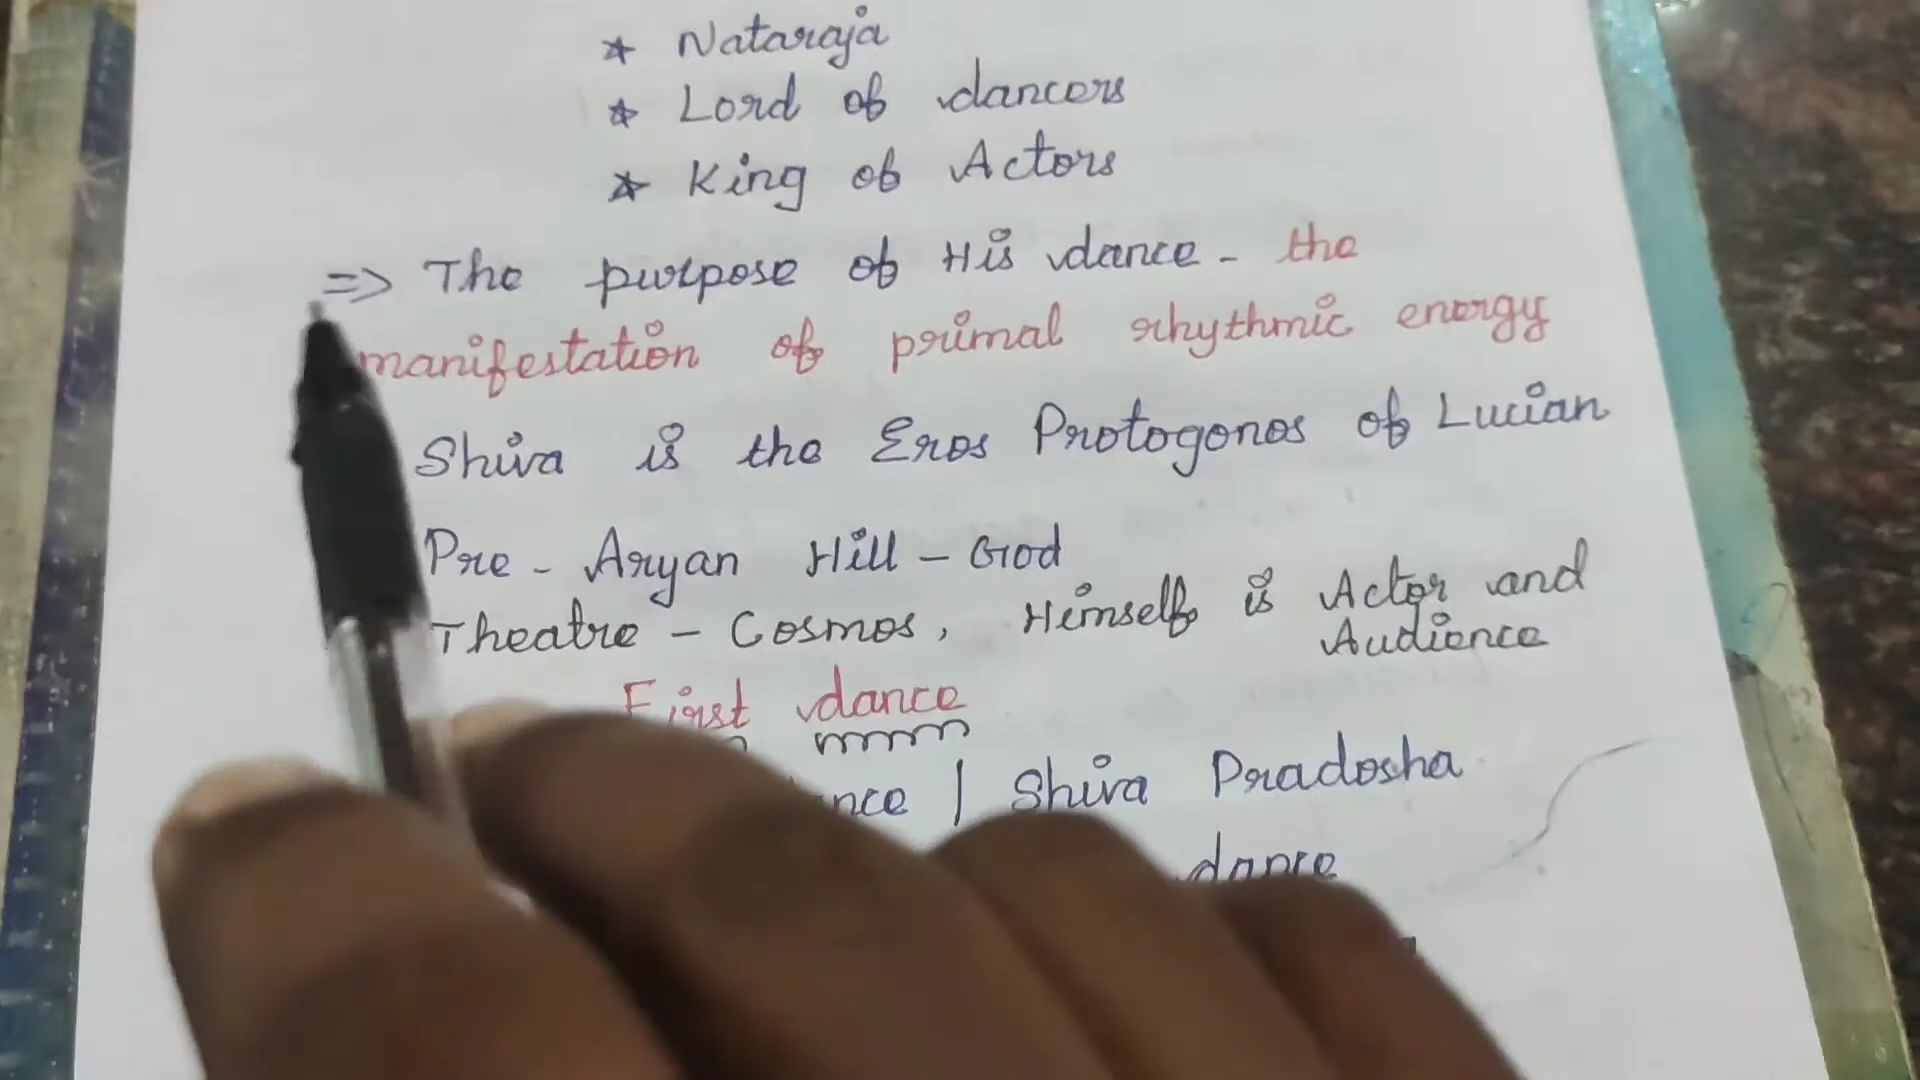 * Nataraja
* Lord of dancers
* King of Actors
=> The purpose of His dance - the
manifestation of primal rhythmic energy
Shiva is the Eros Protogonos of Lucian
Pre - Aryan Hill - God
Theatre - Cosmos, Himself is Actor and
Audience
First dance
| Shiva Pradosha
dance